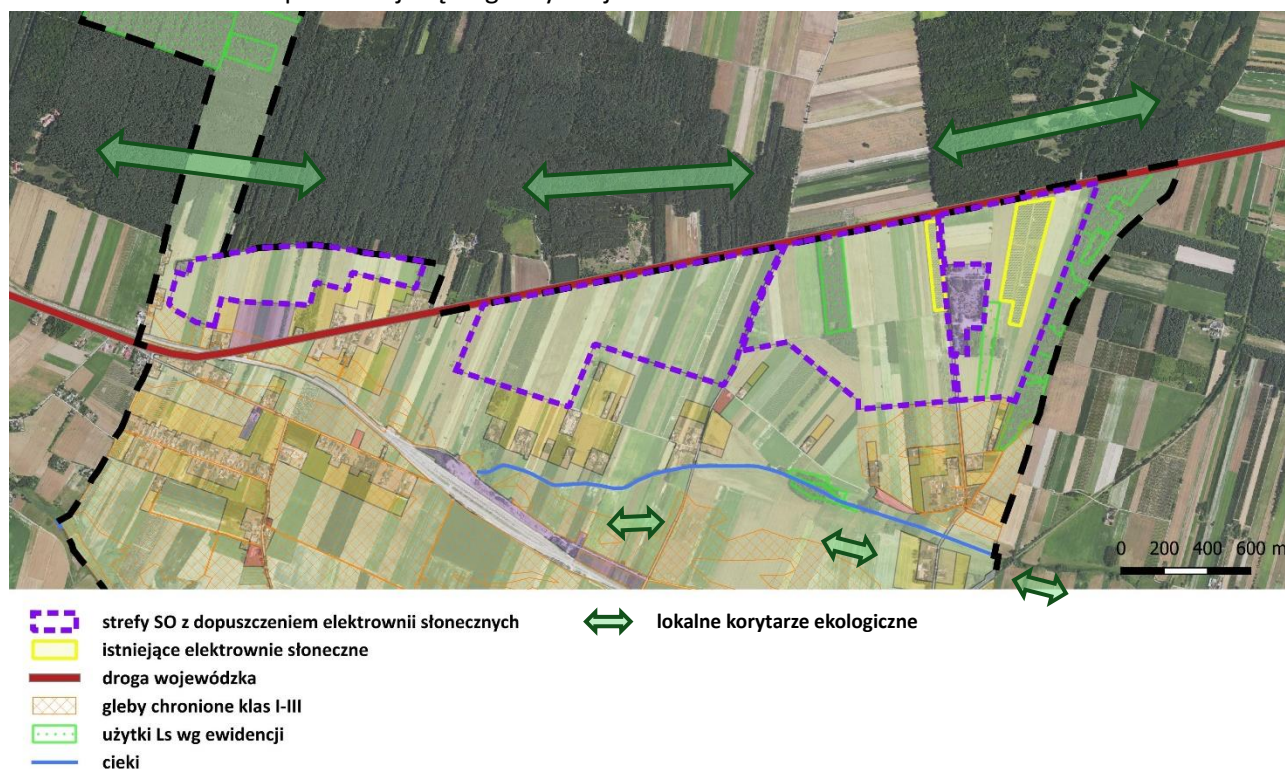 0 200 400 600 m
strefy SO z dopuszczeniem elektrownii słonecznych
lokalne korytarze ekologiczne
istniejące elektrownie słoneczne
droga wojewódzka
gleby chronione klas I-III
użytki Ls wg ewidencji
cieki